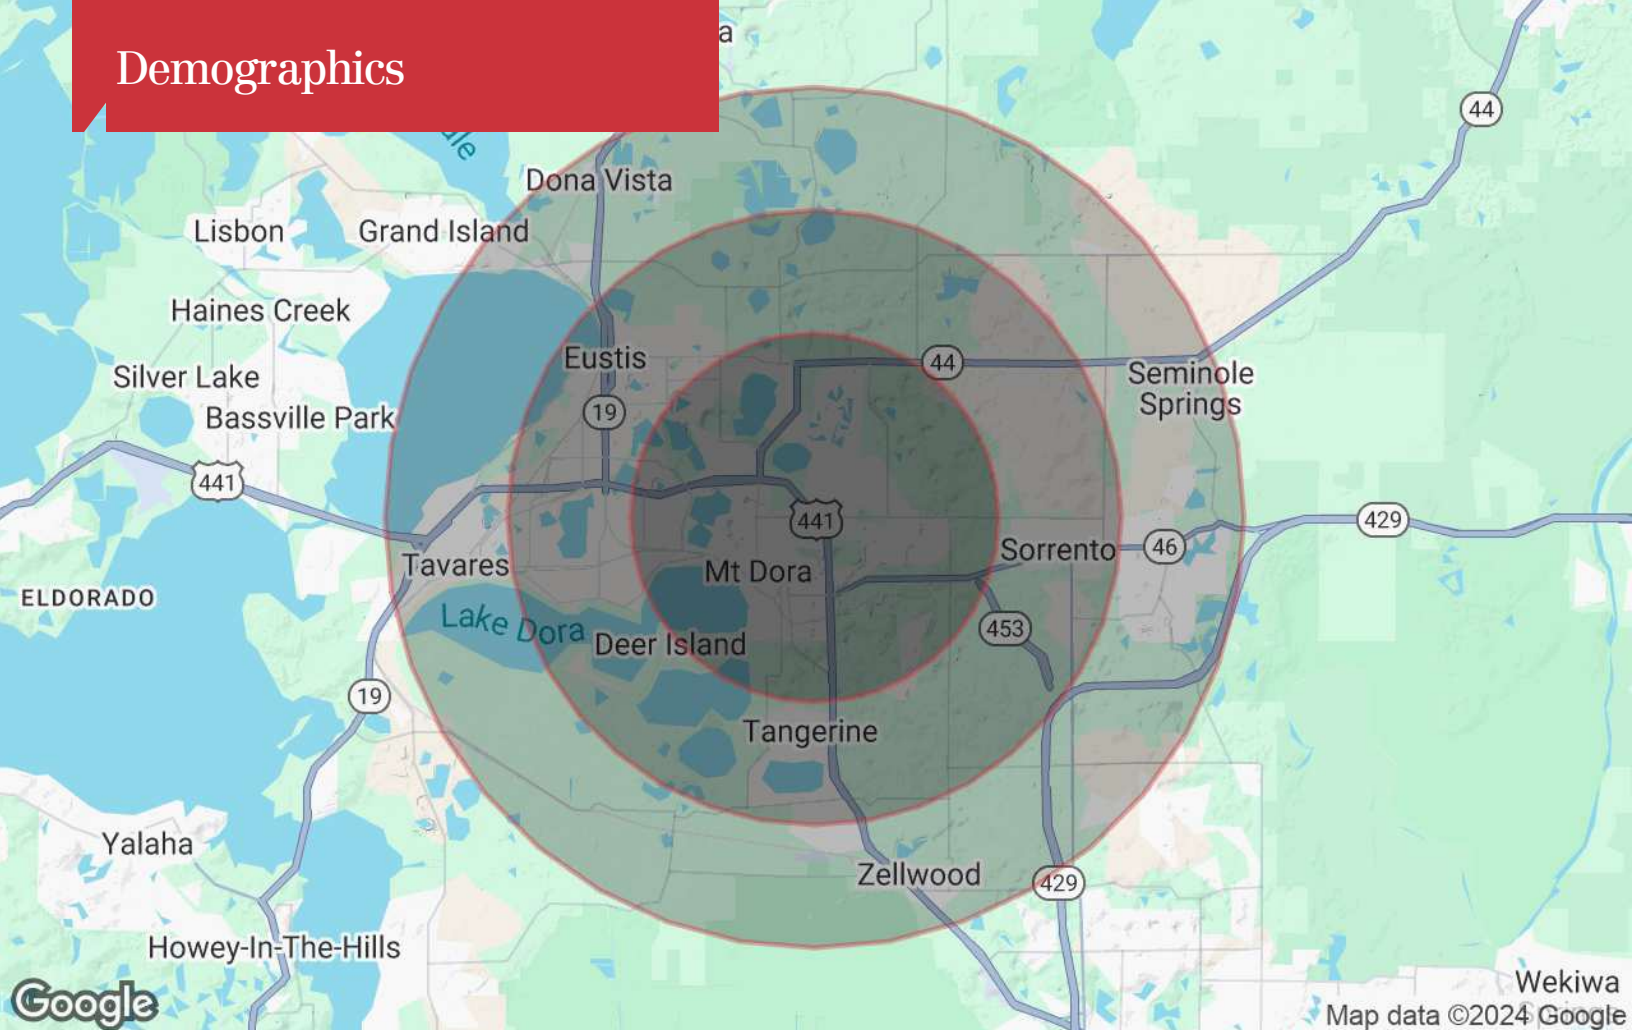 Demographics
a
44
Dona Vista
Lisbon
Grand Island
Haines Creek
Eustis
44
Silver Lake
Seminole
Springs
19
Bassville Park
441
441
429
Sorrento
46
Tavares
Mt Dora
ELDORADO
Lake Dora
453
Deer Island
19
Tangerine
Yalaha
Zellwood
429
Howey-In-The-Hills
Wekiwa
Springs
Google
Map data ©2024 Google